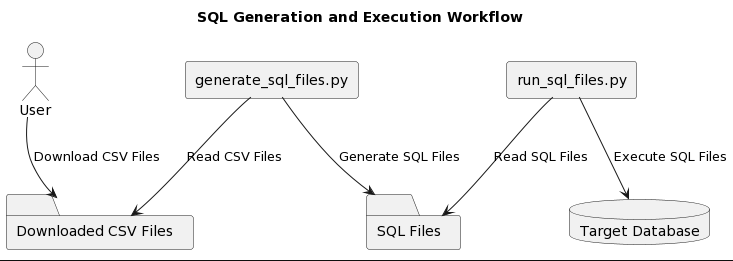 SQL Generation and Execution Workflow
generate_sql_files.py
run_sql_files.py
User
Download CSV Files
Read CSV Files
Generate SQL Files
Read SQL Files
Execute SQL Files
Downloaded CSV Files
SQL Files
Target Database